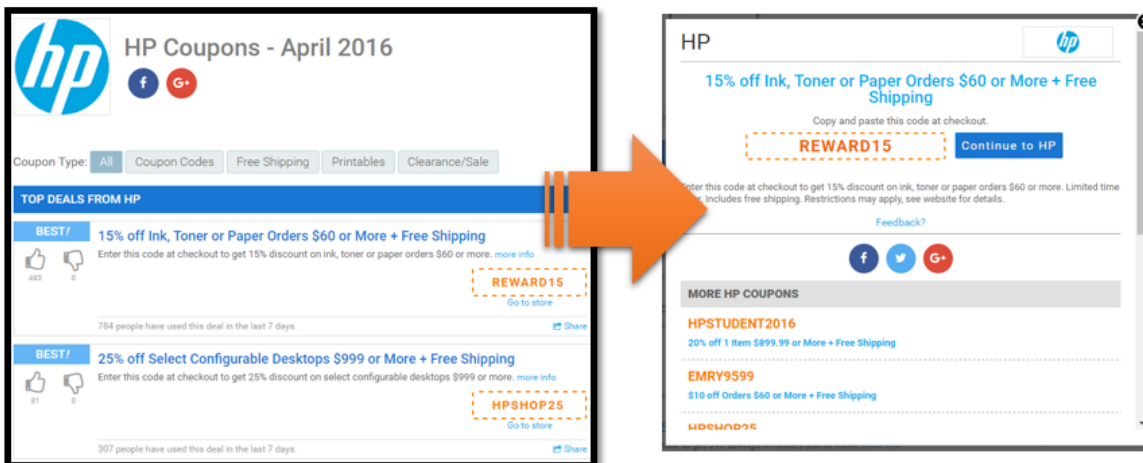 hp
HP Coupons - April 2016
f G+
Coupon Type: All Coupon Codes Free Shipping Printables Clearance/Sale
TOP DEALS FROM HP
BEST!
15% off Ink, Toner or Paper Orders $60 or More + Free Shipping
Enter this code at checkout to get 15% discount on ink, toner or paper orders $60 or more. more info
483 0
REWARD15
Go to store
784 people have used this deal in the last 7 days.
Share
BEST!
25% off Select Configurable Desktops $999 or More + Free Shipping
Enter this code at checkout to get 25% discount on select configurable desktops $999 or more. more info
81 0
HPSHOP25
Go to store
307 people have used this deal in the last 7 days.
Share
HP
hp
15% off Ink, Toner or Paper Orders $60 or More + Free
Shipping
Copy and paste this code at checkout.
REWARD15
Continue to HP
Enter this code at checkout to get 15% discount on ink, toner or paper orders $60 or more. Limited time
Includes free shipping. Restrictions may apply, see website for details.
Feedback?
f G+
MORE HP COUPONS
HPSTUDENT2016
20% off 1 Item $899.99 or More + Free Shipping
EMRY9599
$10 off Orders $60 or More + Free Shipping
HPSHOP25